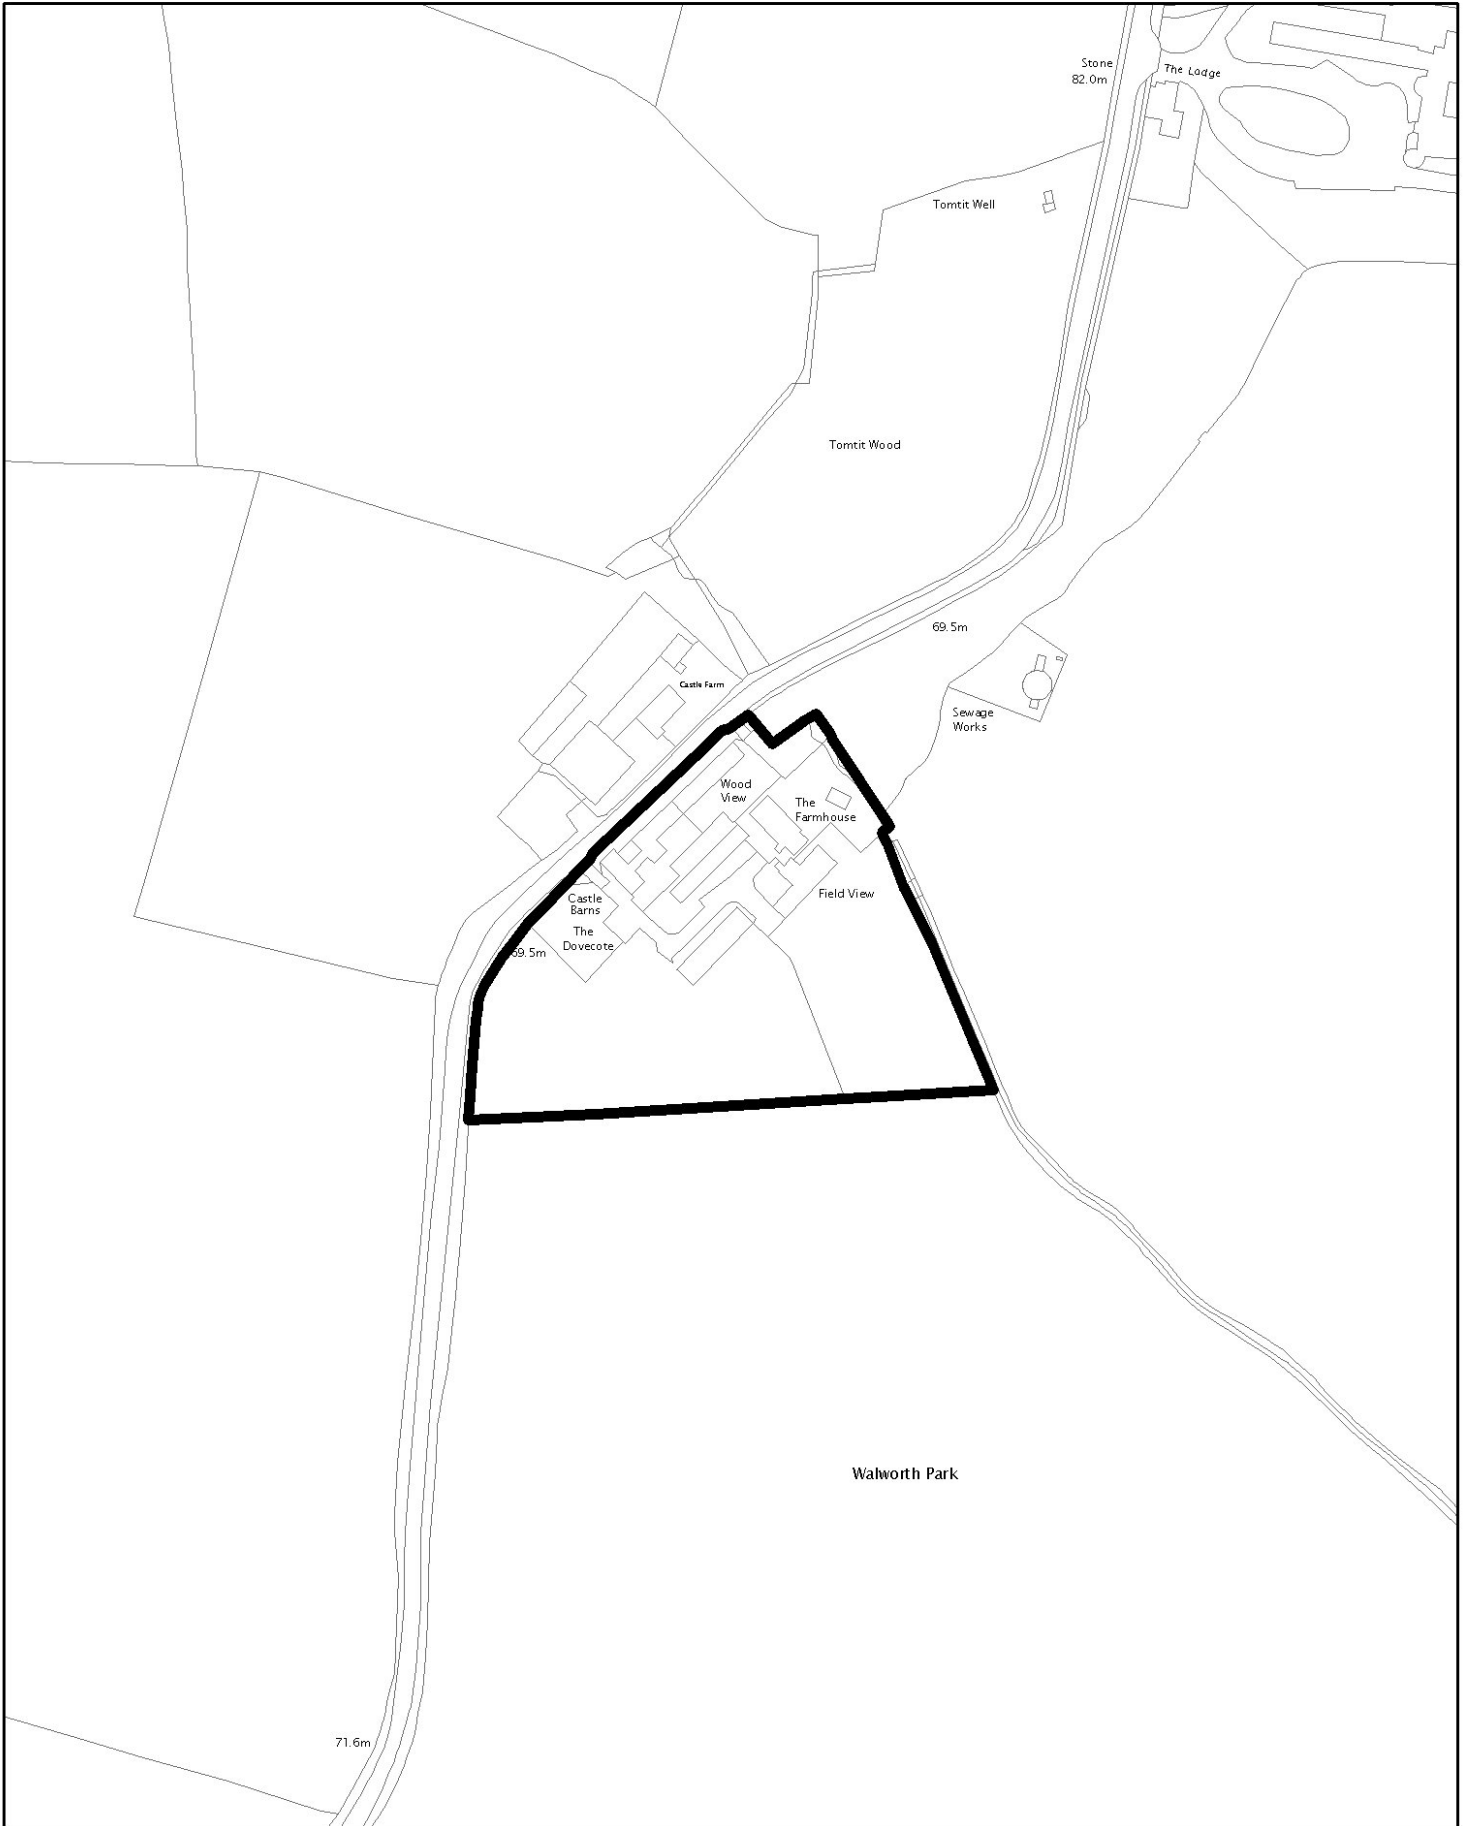 Stone
82.0m
The Lodge
Tomtit Well
Tomtit Wood
69.5m
Castle Farm
Sewage
Works
Wood
View
The
Farmhouse
Field View
Castle
Barns
The
Dovecote
69.5m
Walworth Park
71.6m